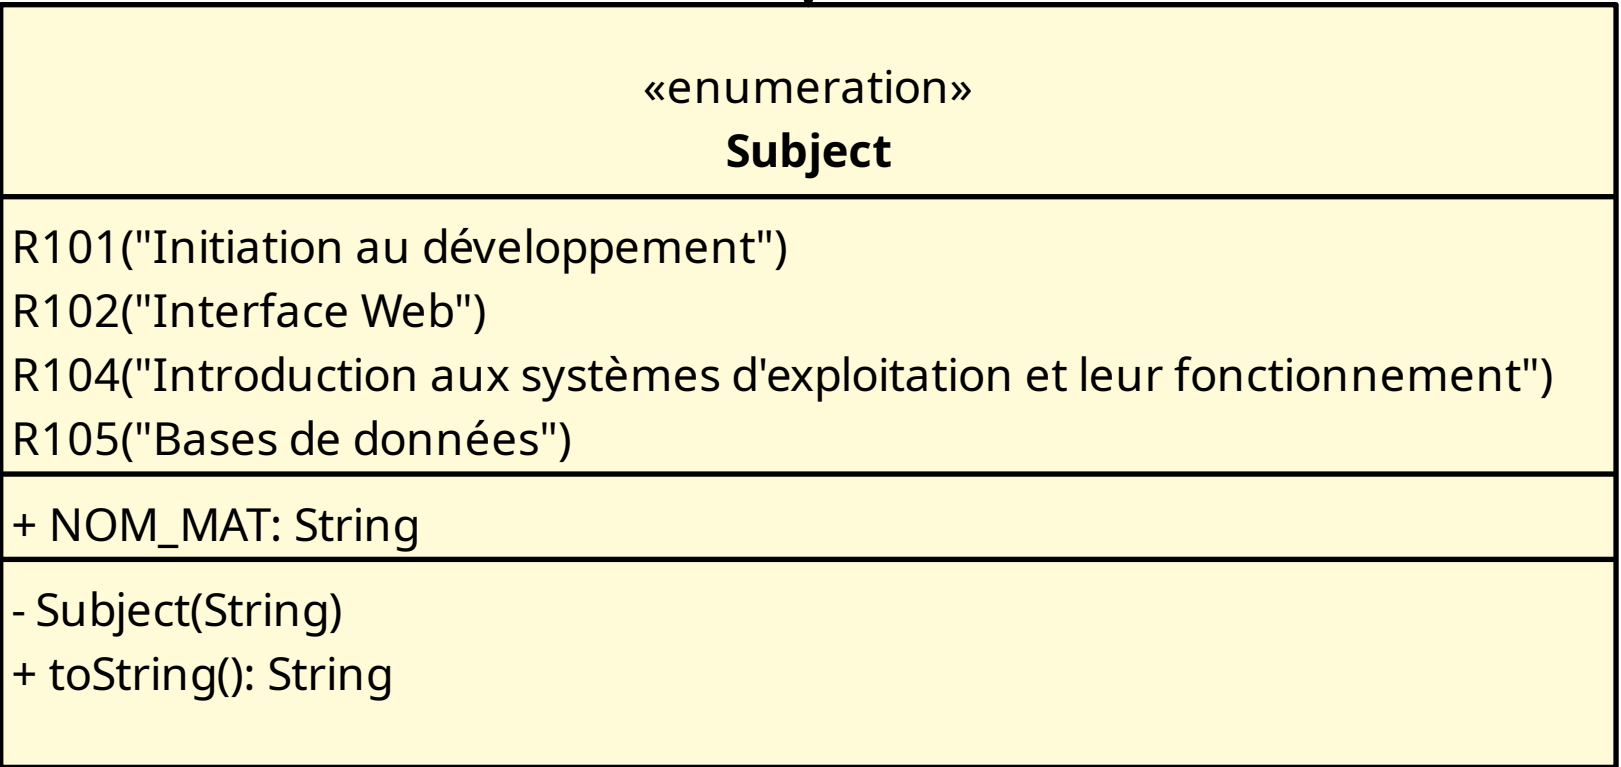 «enumeration»
Subject
R101("Initiation au développement")
R102("Interface Web")
R104("Introduction aux systèmes d'exploitation et leur fonctionnement")
R105("Bases de données")
+ NOM_MAT: String
- Subject(String)
+ toString(): String